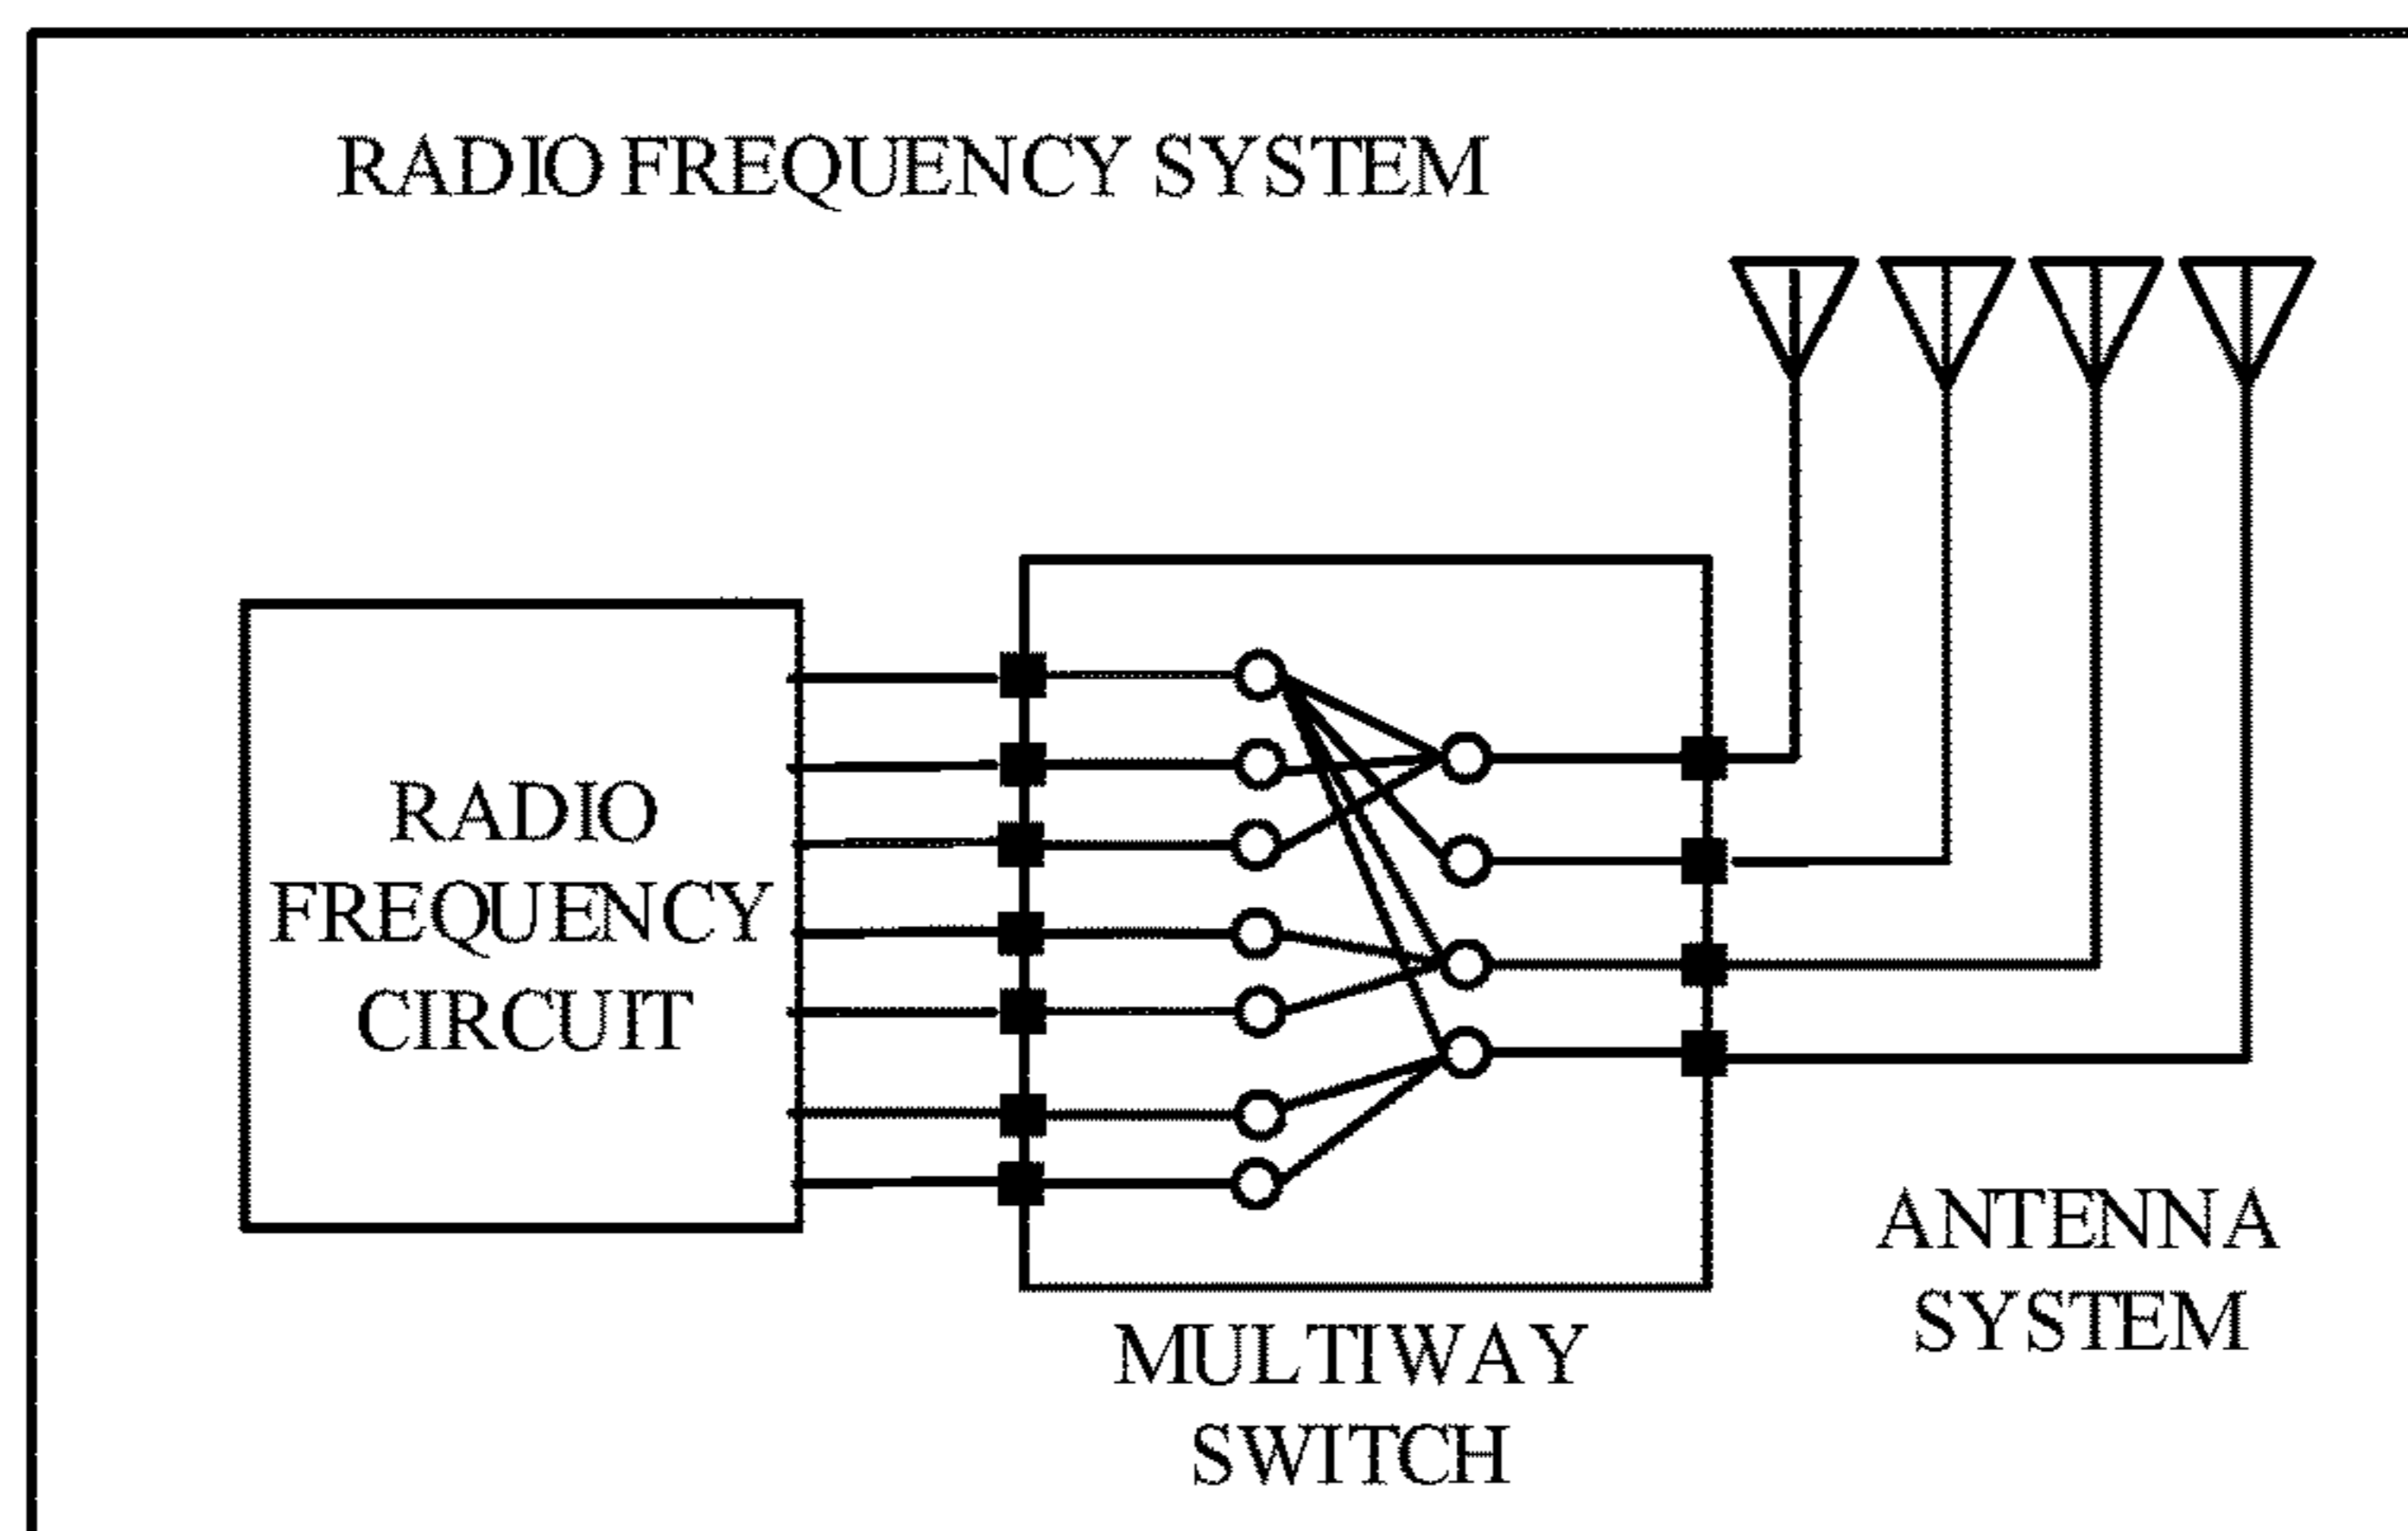 RADIO FREQUENCY SYSTEM
RADIO
FREQUENCY
CIRCUIT
MULTIWAY
SWITCH
ANTENNA
SYSTEM